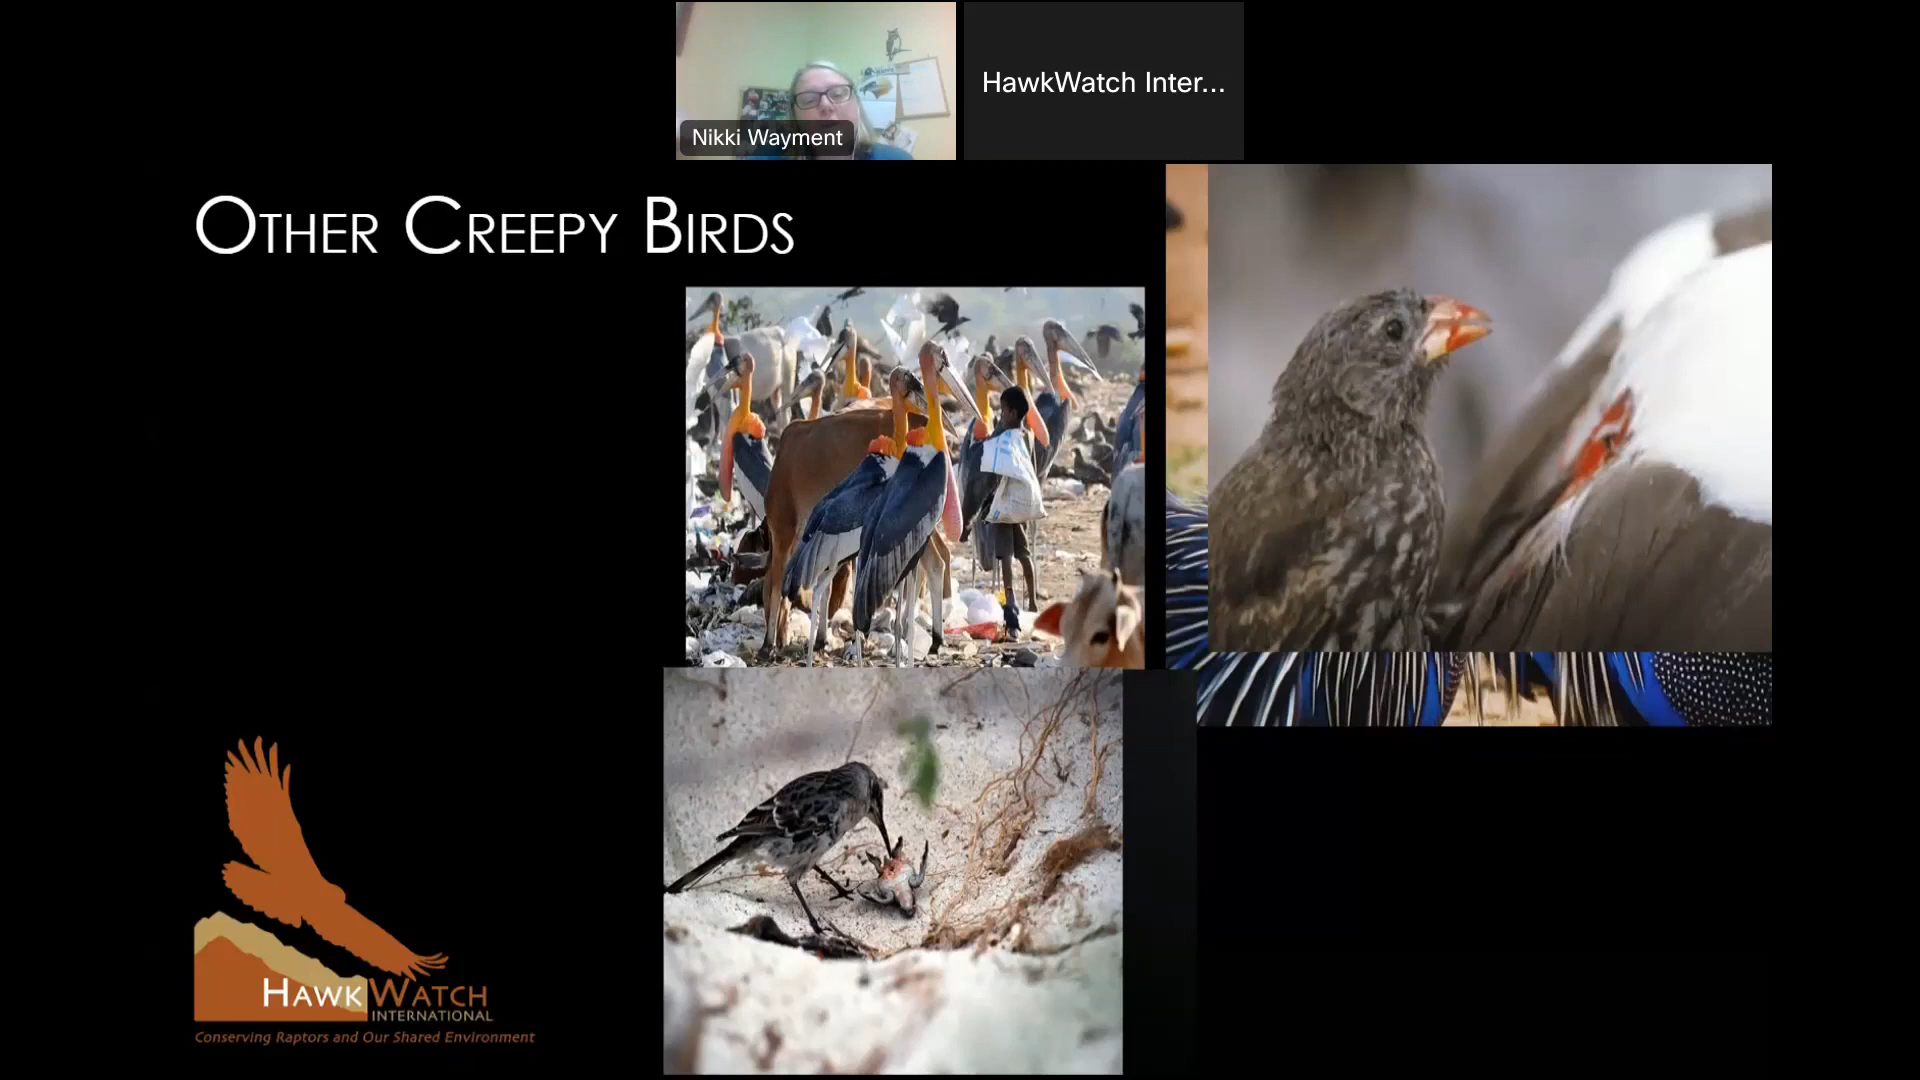 Nikki Wayment
HawkWatch Inter...
OTHER CREEPY BIRDS
HAWKWATCH
INTERNATIONAL
Conserving Raptors and Our Shared Environment